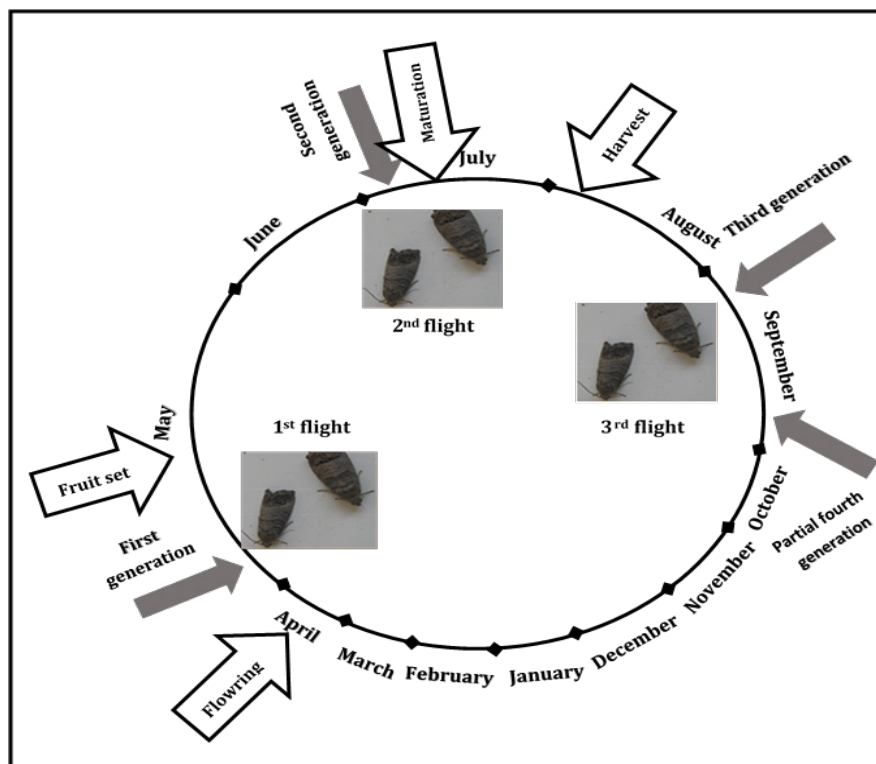 Maturation
Second
generation
July
Harvest
June
August
Third generation
2nd flight
September
1st flight
3rd flight
May
Fruit set
First
generation
October
Partial fourth
generation
November
April
Flowring
March
February
January
December